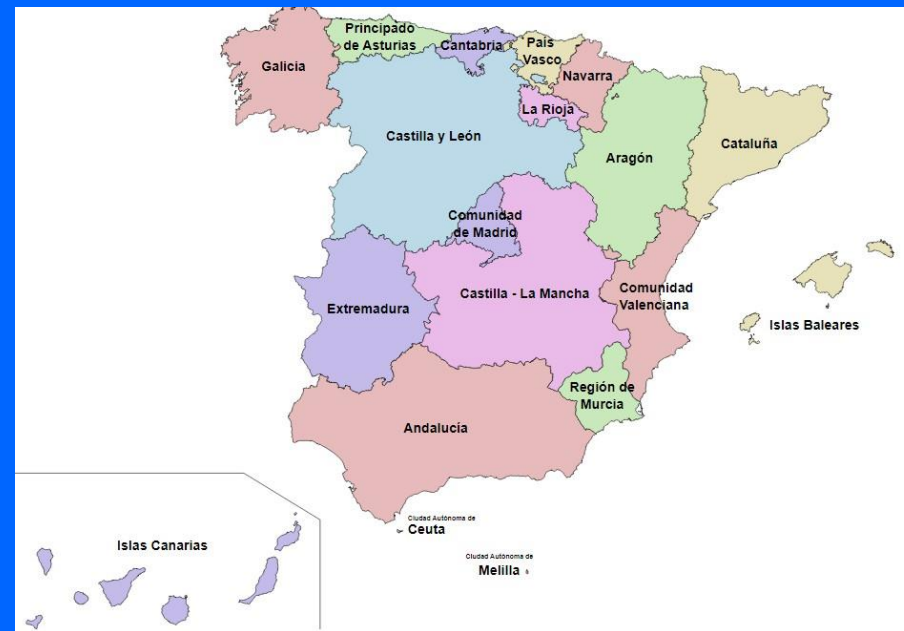 Principado
de Asturias
Cantabria
País
Vasco
Galicia
Navarra
La Rioja
Castilla y León
Aragón
Cataluña
Comunidad
de Madrid
Extremadura
Castilla - La Mancha
Comunidad
Valenciana
Islas Baleares
Región de
Murcia
Andalucía
Ciudad Autónoma de
Ceuta
Ciudad Autónoma de
Melilla
Islas Canarias